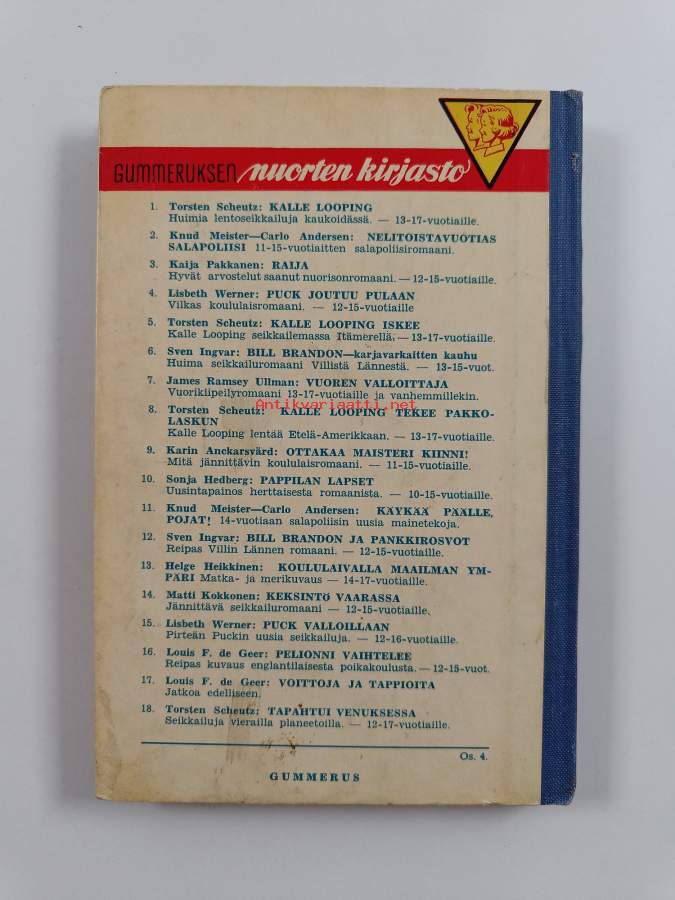 GUMMERUKSEN nuorten kirjasto
1. Torsten Scheutz: KALLE LOOPING
Huimia lentoseikkailuja kaukoidässä. — 13-17-vuotiaille.
2. Knud Meister—Carlo Andersen: NELITOISTAVUOTIAS
SALAPOLIISI 11-15-vuotiaitten salapoliisiromaani.
3. Kaija Pakkanen: RAIJA
Hyvät arvostelut saanut nuorisonromaani. — 12-15-vuotiaille.
4. Lisbeth Werner: PUCK JOUTUU PULAAN
Vilkas koululaisromaani. — 12-15-vuotiaille
5. Torsten Scheutz: KALLE LOOPING ISKEE
Kalle Looping seikkailemassa Itämerellä. — 13-17-vuotiaille.
6. Sven Ingvar: BILL BRANDON—karjavarkaitten kauhu
Huima seikkailuromaani Villistä Lännestä. — 13-15-vuot.
7. James Ramsey Ullman: VUOREN VALLOITTAJA
Vuorikiipeilyromaani 13-17-vuotiaille ja vanhemmillekin.
Antikvariaatti.net
8. Torsten Scheutz: KALLE LOOPING TEKEE PAKKO-
LASKUN
Kalle Looping lentää Etelä-Amerikkaan. — 13-17-vuotiaille.
9. Karin Anckarsvärd: OTTAKAA MAISTERI KIINNI!
Mitä jännittävin koululaisromaani. — 11-15-vuotiaille.
10. Sonja Hedberg: PAPPILAN LAPSET
Uusintapainos herttaisesta romaanista. — 10-15-vuotiaille.
11. Knud Meister—Carlo Andersen: KÄYKÄÄ PÄÄLLE,
POJAT! 14-vuotiaan salapoliisin uusia mainetekoja.
12. Sven Ingvar: BILL BRANDON JA PANKKIROSVOT
Reipas Villin Lännen romaani. — 12-15-vuotiaille.
13. Helge Heikkinen: KOULULAIVALLA MAAILMAN YM-
PÄRI Matka- ja merikuvaus — 14-17-vuotiaille.
14. Matti Kokkonen: KEKSINTÖ VAARASSA
Jännittävä seikkailuromaani — 12-15-vuotiaille.
15. Lisbeth Werner: PUCK VALLOILLAAN
Pirteän Puckin uusia seikkailuja. — 12-16-vuotiaille.
16. Louis F. de Geer: PELIONNI VAIHTELEE
Reipas kuvaus englantilaisesta poikakoulusta. — 12-15-vuot.
17. Louis F. de Geer: VOITTOJA JA TAPPIOITA
Jatkoa edelliseen.
18. Torsten Scheutz: TAPAHTUI VENUKSESSA
Seikkailuja vierailla planeetoilla. — 12-17-vuotiaille.
Os. 4.
GUMMERUS